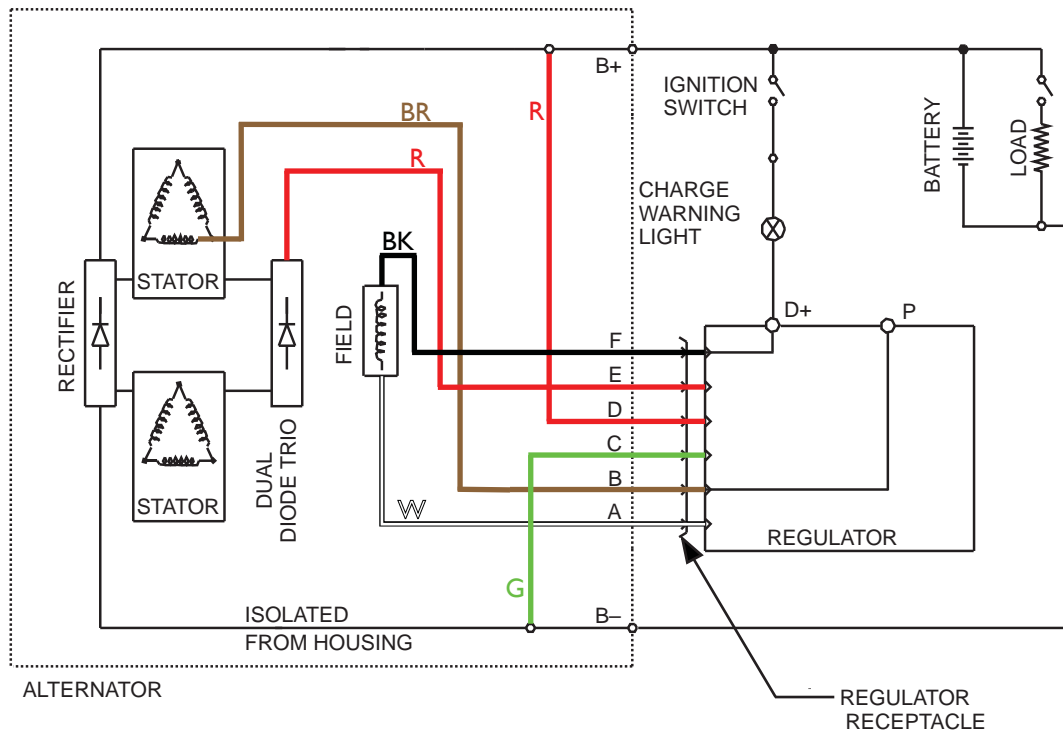 B+
IGNITION
SWITCH
BATTERY
LOAD
BR
R
R
CHARGE
WARNING
LIGHT
BK
STATOR
RECTIFIER
FIELD
D+
P
F
E
D
C
B
A
STATOR
DUAL
DIODE TRIO
W
REGULATOR
G
B–
ISOLATED
FROM HOUSING
ALTERNATOR
REGULATOR
RECEPTACLE